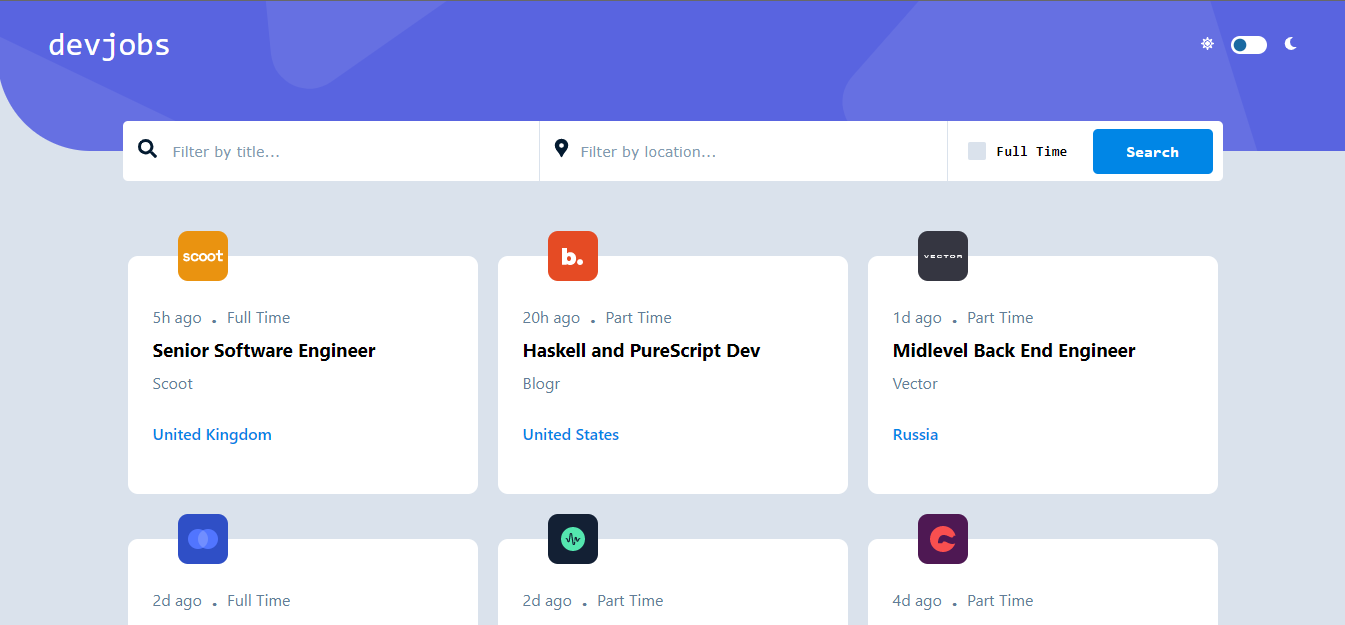 devjobs
Filter by title...
Filter by location...
Full Time
Search
scoot
b.
VECTOR
5h ago . Full Time
Senior Software Engineer
Scoot
United Kingdom
20h ago . Part Time
Haskell and PureScript Dev
Blogr
United States
1d ago . Part Time
Midlevel Back End Engineer
Vector
Russia
2d ago . Full Time
2d ago . Part Time
4d ago . Part Time